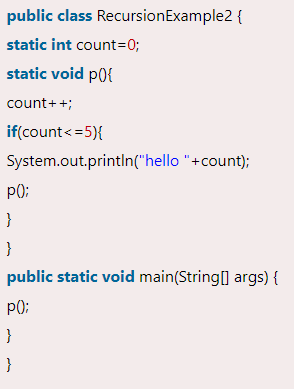 public class RecursionExample2 {
static int count=0;
static void p(){
count++;
if(count<=5){
System.out.println("hello "+count);
p();
}
}
public static void main(String[] args) {
p();
}
}